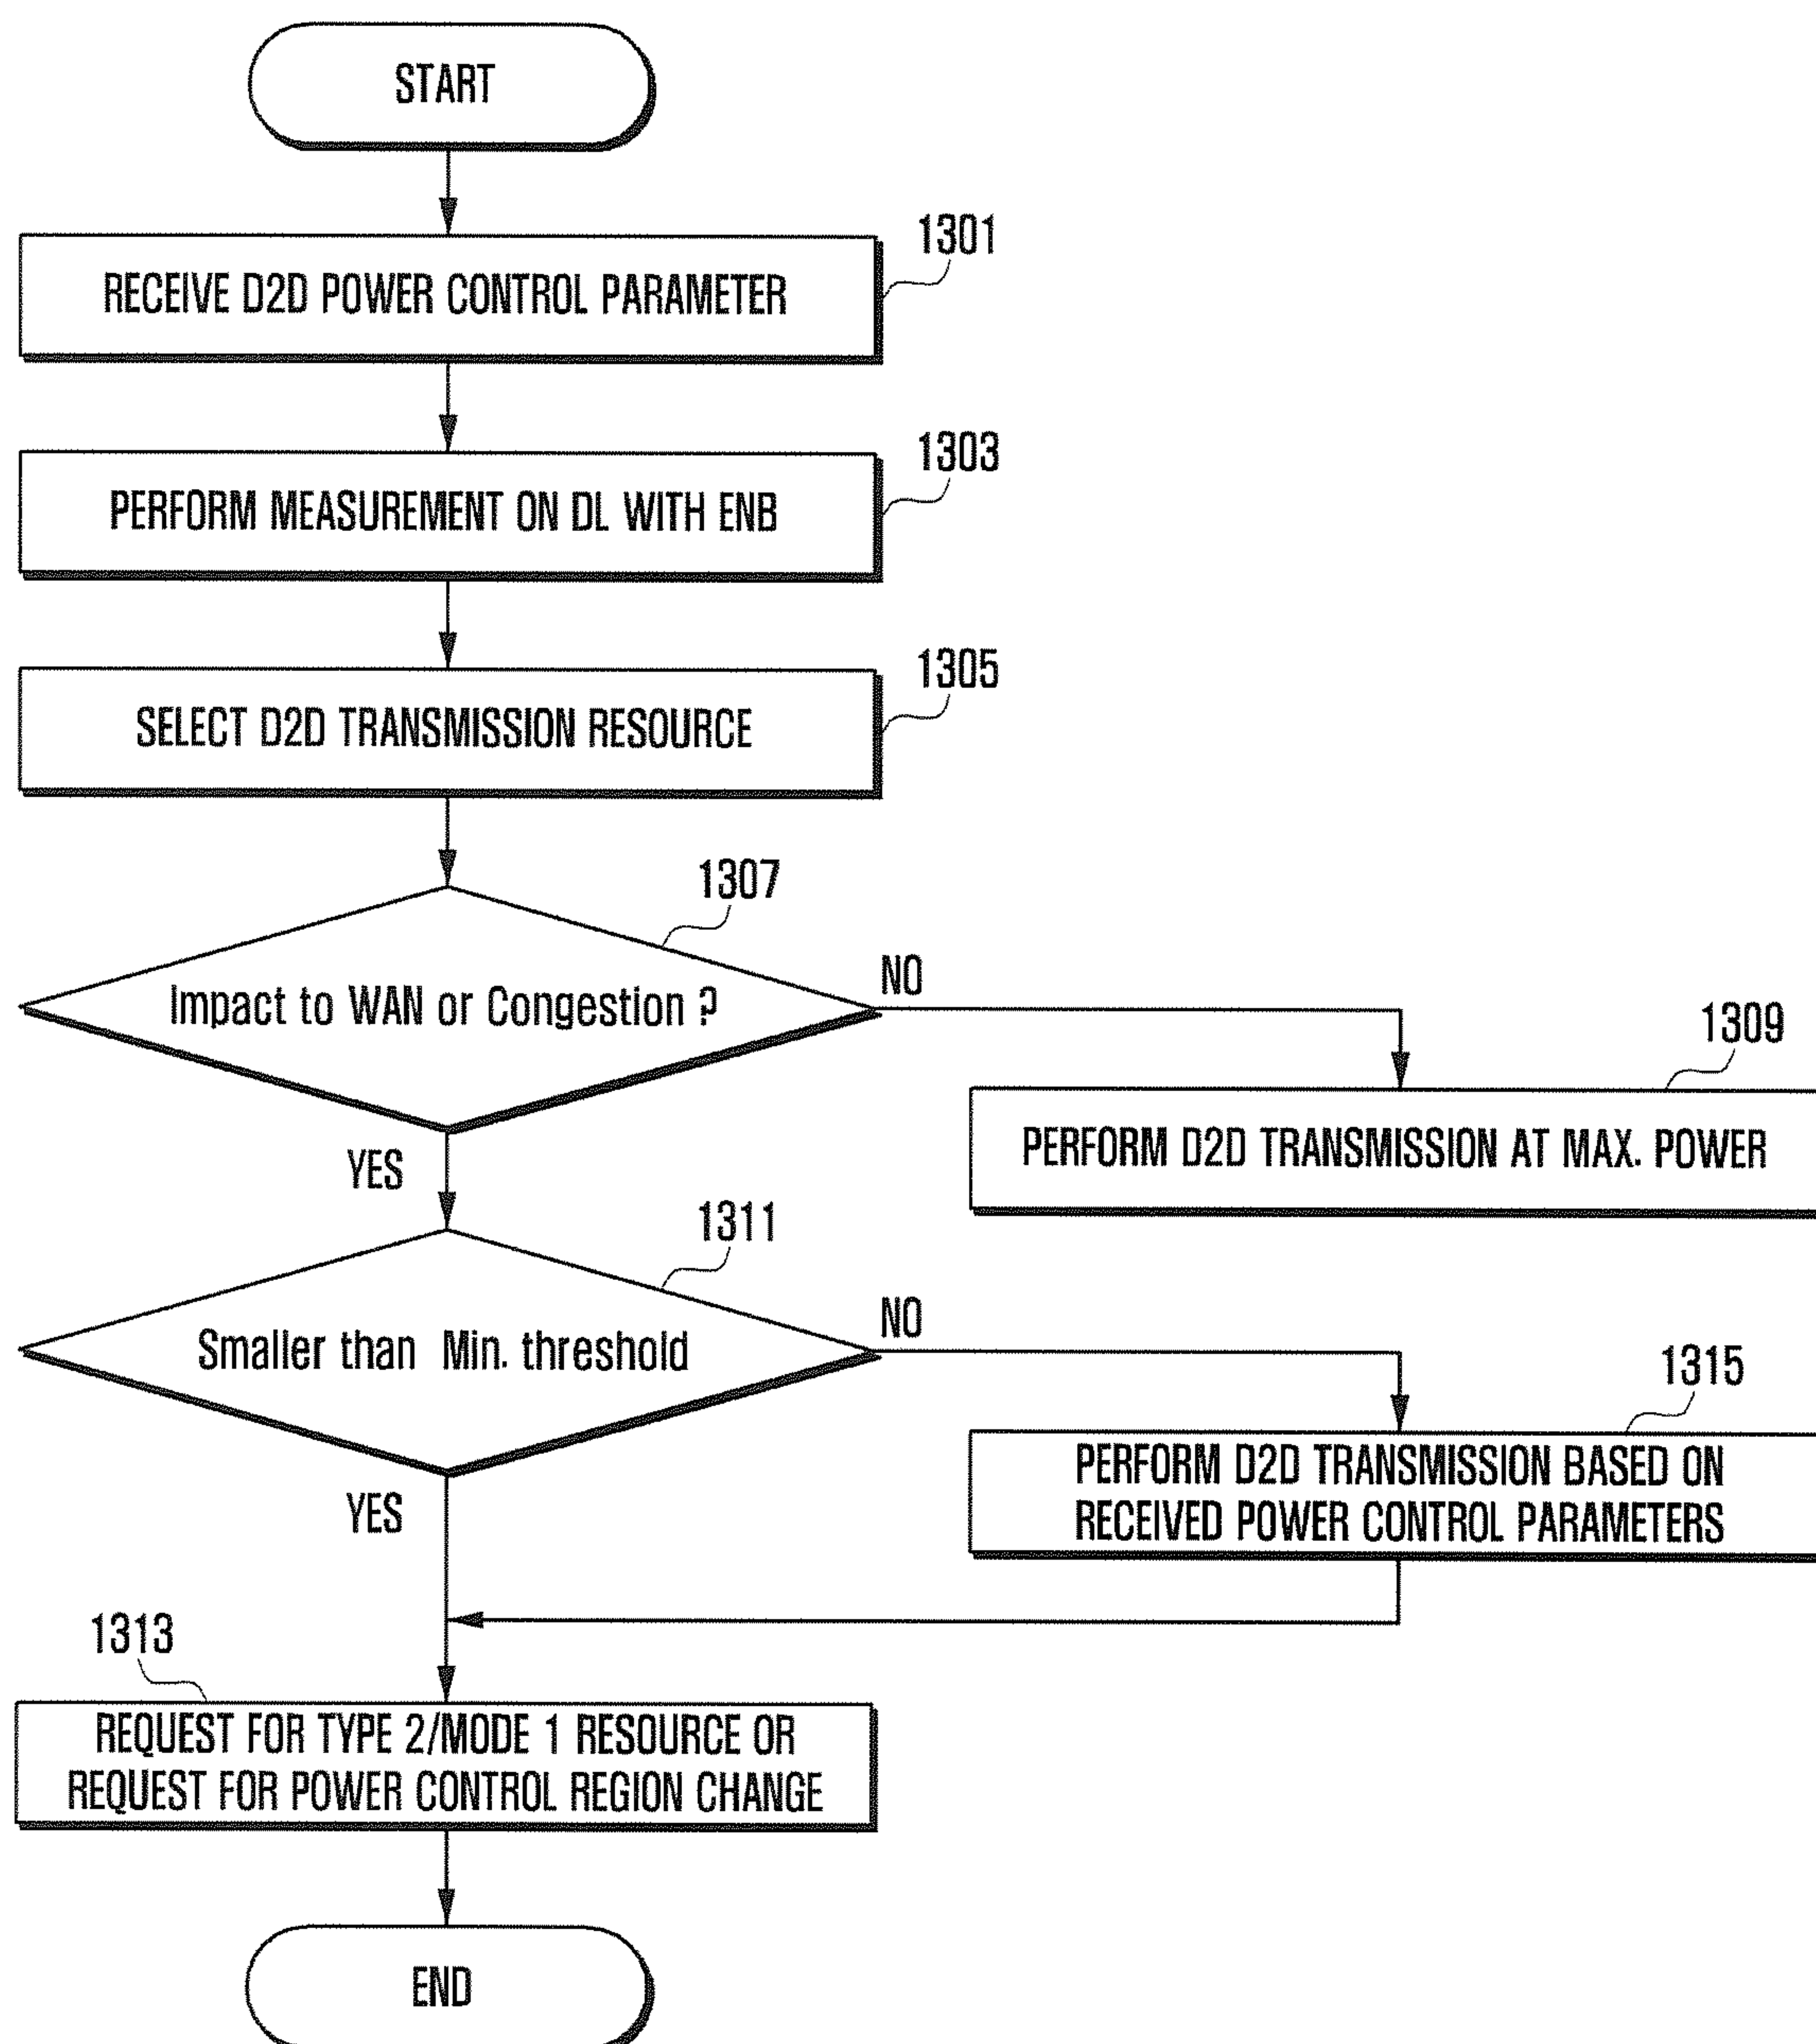 START
1301
RECEIVE D2D POWER CONTROL PARAMETER
1303
PERFORM MEASUREMENT ON DL WITH ENB
1305
SELECT D2D TRANSMISSION RESOURCE
1307
Impact to WAN or Congestion ?
NO
1309
PERFORM D2D TRANSMISSION AT MAX. POWER
YES
1311
Smaller than Min. threshold
NO
1315
PERFORM D2D TRANSMISSION BASED ON
RECEIVED POWER CONTROL PARAMETERS
YES
1313
REQUEST FOR TYPE 2/MODE 1 RESOURCE OR
REQUEST FOR POWER CONTROL REGION CHANGE
END